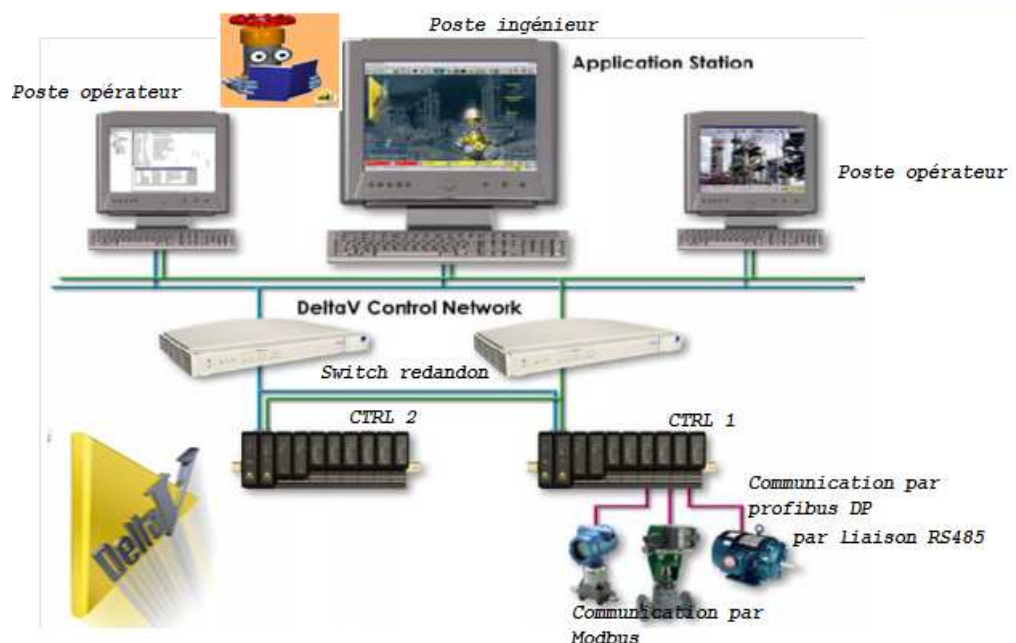 Poste ingénieur
Application Station
Poste opérateur
Poste opérateur
DeltaV Control Network
Switch redandon
CTRL 2
CTRL 1
Communication par
profibus DP
par Liaison RS485
DeltaV
Communication par
Modbus